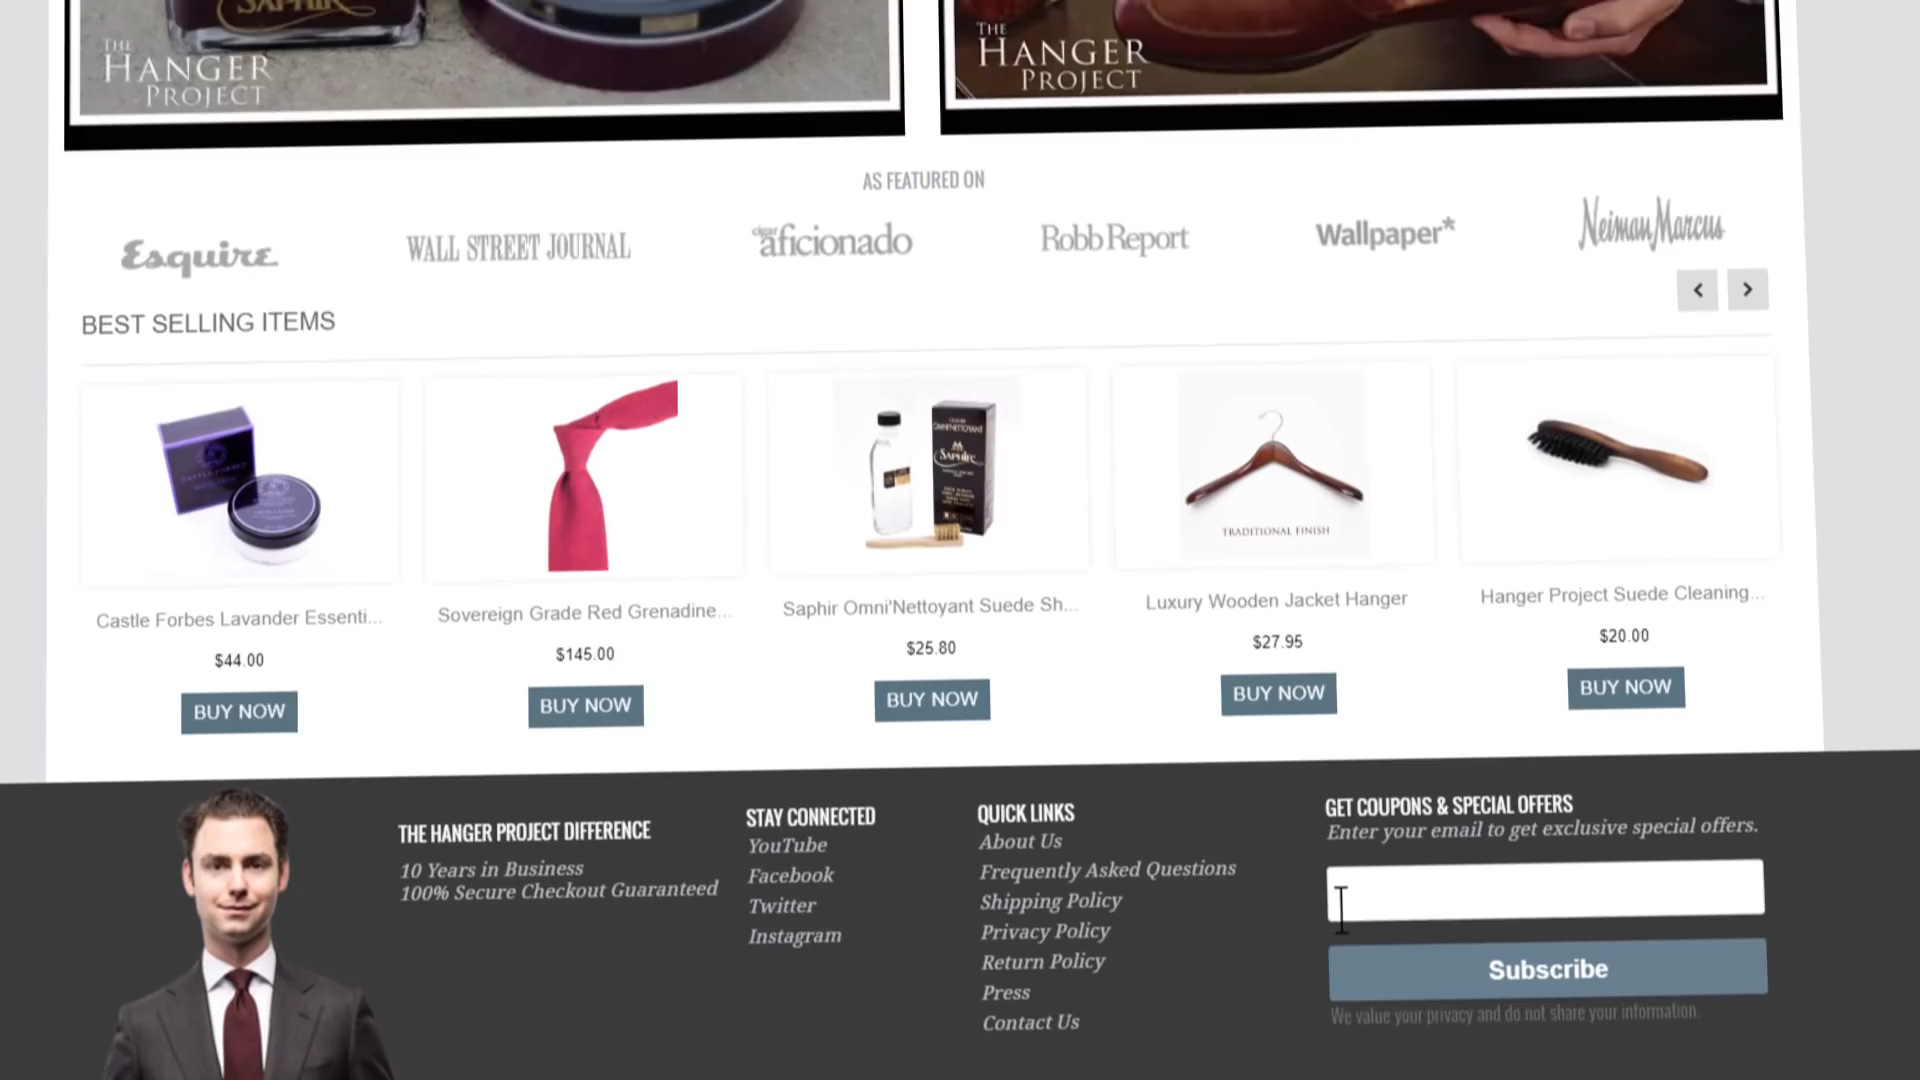 SAPHIR
THE
HANGER
PROJECT
THE
HANGER
PROJECT
AS FEATURED ON
Esquire
WALL STREET JOURNAL
cigar aficionado
Robb Report
Wallpaper*
Neiman Marcus
BEST SELLING ITEMS
OMNI'NETTOYANT
SAPHIR
TRADITIONAL FINISH
Castle Forbes Lavander Essenti...
$44.00
BUY NOW
Sovereign Grade Red Grenadine...
$145.00
BUY NOW
Saphir Omni'Nettoyant Suede Sh...
$25.80
BUY NOW
Luxury Wooden Jacket Hanger
$27.95
BUY NOW
Hanger Project Suede Cleaning...
$20.00
BUY NOW
THE HANGER PROJECT DIFFERENCE
10 Years in Business
100% Secure Checkout Guaranteed
STAY CONNECTED
YouTube
Facebook
Twitter
Instagram
QUICK LINKS
About Us
Frequently Asked Questions
Shipping Policy
Privacy Policy
Return Policy
Press
Contact Us
GET COUPONS & SPECIAL OFFERS
Enter your email to get exclusive special offers.
Subscribe
We value your privacy and do not share your information.